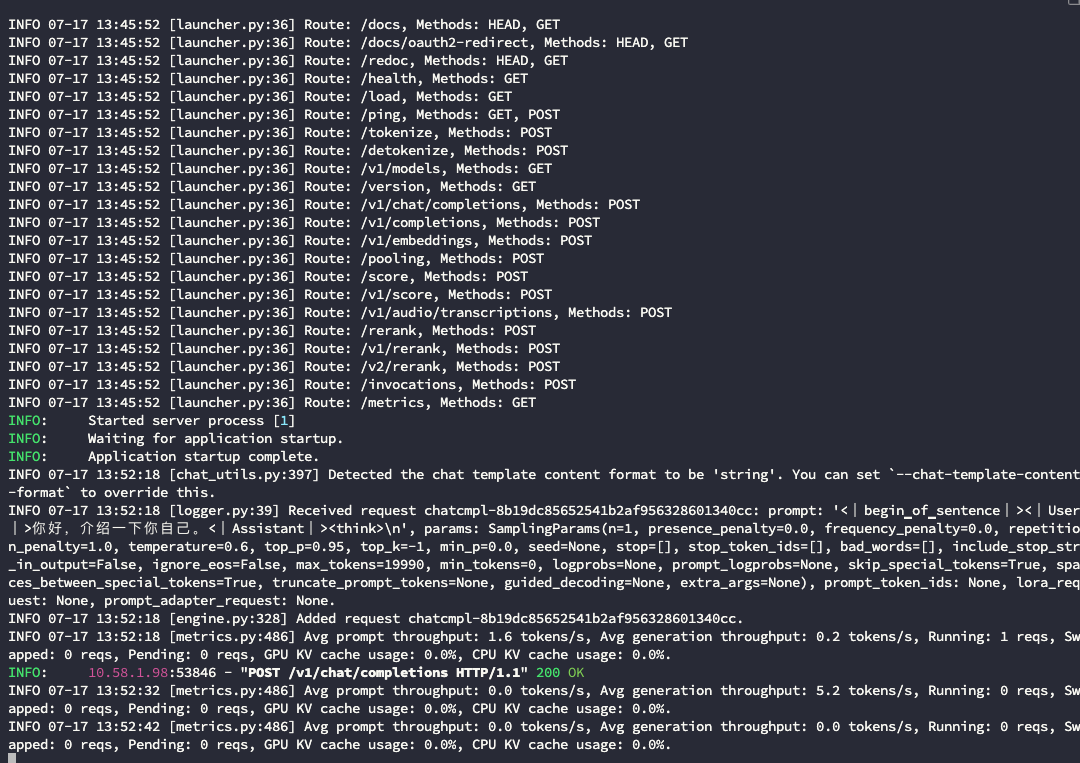 INFO 07-17 13:45:52 [launcher.py:36] Route: /docs, Methods: HEAD, GET
INFO 07-17 13:45:52 [launcher.py:36] Route: /docs/oauth2-redirect, Methods: HEAD, GET
INFO 07-17 13:45:52 [launcher.py:36] Route: /redoc, Methods: HEAD, GET
INFO 07-17 13:45:52 [launcher.py:36] Route: /health, Methods: GET
INFO 07-17 13:45:52 [launcher.py:36] Route: /load, Methods: GET
INFO 07-17 13:45:52 [launcher.py:36] Route: /ping, Methods: GET, POST
INFO 07-17 13:45:52 [launcher.py:36] Route: /tokenize, Methods: POST
INFO 07-17 13:45:52 [launcher.py:36] Route: /detokenize, Methods: POST
INFO 07-17 13:45:52 [launcher.py:36] Route: /v1/models, Methods: GET
INFO 07-17 13:45:52 [launcher.py:36] Route: /version, Methods: GET
INFO 07-17 13:45:52 [launcher.py:36] Route: /v1/chat/completions, Methods: POST
INFO 07-17 13:45:52 [launcher.py:36] Route: /v1/completions, Methods: POST
INFO 07-17 13:45:52 [launcher.py:36] Route: /v1/embeddings, Methods: POST
INFO 07-17 13:45:52 [launcher.py:36] Route: /pooling, Methods: POST
INFO 07-17 13:45:52 [launcher.py:36] Route: /score, Methods: POST
INFO 07-17 13:45:52 [launcher.py:36] Route: /v1/score, Methods: POST
INFO 07-17 13:45:52 [launcher.py:36] Route: /v1/audio/transcriptions, Methods: POST
INFO 07-17 13:45:52 [launcher.py:36] Route: /rerank, Methods: POST
INFO 07-17 13:45:52 [launcher.py:36] Route: /v1/rerank, Methods: POST
INFO 07-17 13:45:52 [launcher.py:36] Route: /v2/rerank, Methods: POST
INFO 07-17 13:45:52 [launcher.py:36] Route: /invocations, Methods: POST
INFO 07-17 13:45:52 [launcher.py:36] Route: /metrics, Methods: GET
INFO:     Started server process [1]
INFO:     Waiting for application startup.
INFO:     Application startup complete.
INFO 07-17 13:52:18 [chat_utils.py:397] Detected the chat template content format to be 'string'. You can set `--chat-template-content
-format` to override this.
INFO 07-17 13:52:18 [logger.py:39] Received request chatcmpl-8b19dc85652541b2af956328601340cc: prompt: '<｜begin_of_sentence｜><｜User
｜>你好，介绍一下你自己。<｜Assistant｜><think>\n', params: SamplingParams(n=1, presence_penalty=0.0, frequency_penalty=0.0, repetitio
n_penalty=1.0, temperature=0.6, top_p=0.95, top_k=-1, min_p=0.0, seed=None, stop=[], stop_token_ids=[], bad_words=[], include_stop_str
_in_output=False, ignore_eos=False, max_tokens=19990, min_tokens=0, logprobs=None, prompt_logprobs=None, skip_special_tokens=True, spa
ces_between_special_tokens=True, truncate_prompt_tokens=None, guided_decoding=None, extra_args=None), prompt_token_ids: None, lora_req
uest: None, prompt_adapter_request: None.
INFO 07-17 13:52:18 [engine.py:328] Added request chatcmpl-8b19dc85652541b2af956328601340cc.
INFO 07-17 13:52:18 [metrics.py:486] Avg prompt throughput: 1.6 tokens/s, Avg generation throughput: 0.2 tokens/s, Running: 1 reqs, Sw
apped: 0 reqs, Pending: 0 reqs, GPU KV cache usage: 0.0%, CPU KV cache usage: 0.0%.
INFO:     10.58.1.98:53846 - "POST /v1/chat/completions HTTP/1.1" 200 OK
INFO 07-17 13:52:32 [metrics.py:486] Avg prompt throughput: 0.0 tokens/s, Avg generation throughput: 5.2 tokens/s, Running: 0 reqs, Sw
apped: 0 reqs, Pending: 0 reqs, GPU KV cache usage: 0.0%, CPU KV cache usage: 0.0%.
INFO 07-17 13:52:42 [metrics.py:486] Avg prompt throughput: 0.0 tokens/s, Avg generation throughput: 0.0 tokens/s, Running: 0 reqs, Sw
apped: 0 reqs, Pending: 0 reqs, GPU KV cache usage: 0.0%, CPU KV cache usage: 0.0%.